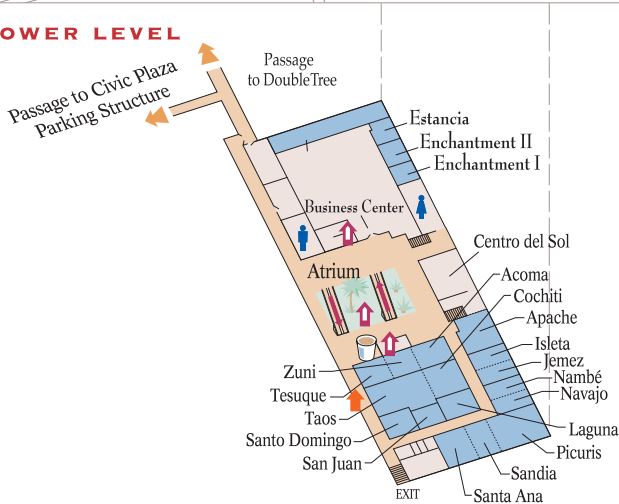 OWER LEVEL
Passage
to DoubleTree
Passage to Civic Plaza
Parking Structure
Estancia
Enchantment II
Enchantment I
Business Center
Centro del Sol
Atrium
Acoma
Cochiti
Apache
Isleta
Jemez
Nambé
Navajo
Zuni
Tesuque
Taos
Santo Domingo
San Juan
Laguna
Picuris
Sandia
Santa Ana
EXIT